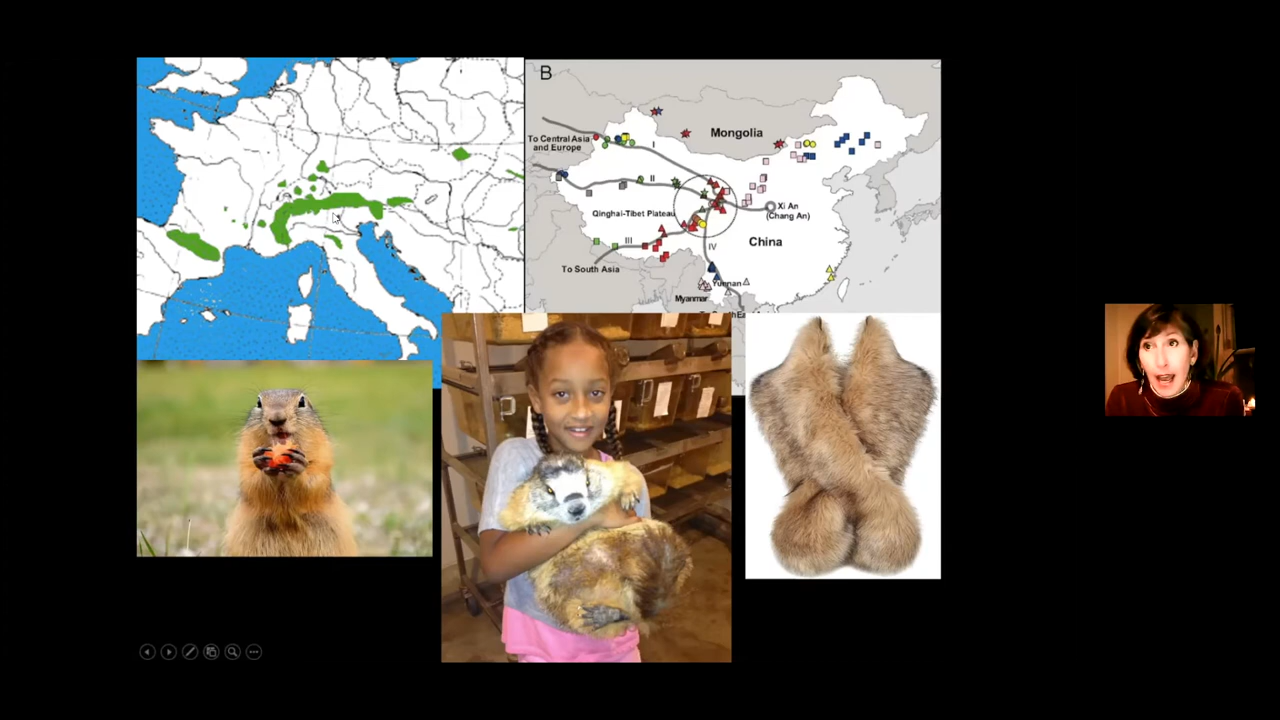 B
Mongolia
To Central Asia
and Europe
I
II
Xi An
(Chang An)
Qinghai-Tibet Plateau
China
III
IV
To South Asia
Yunnan
Myanmar